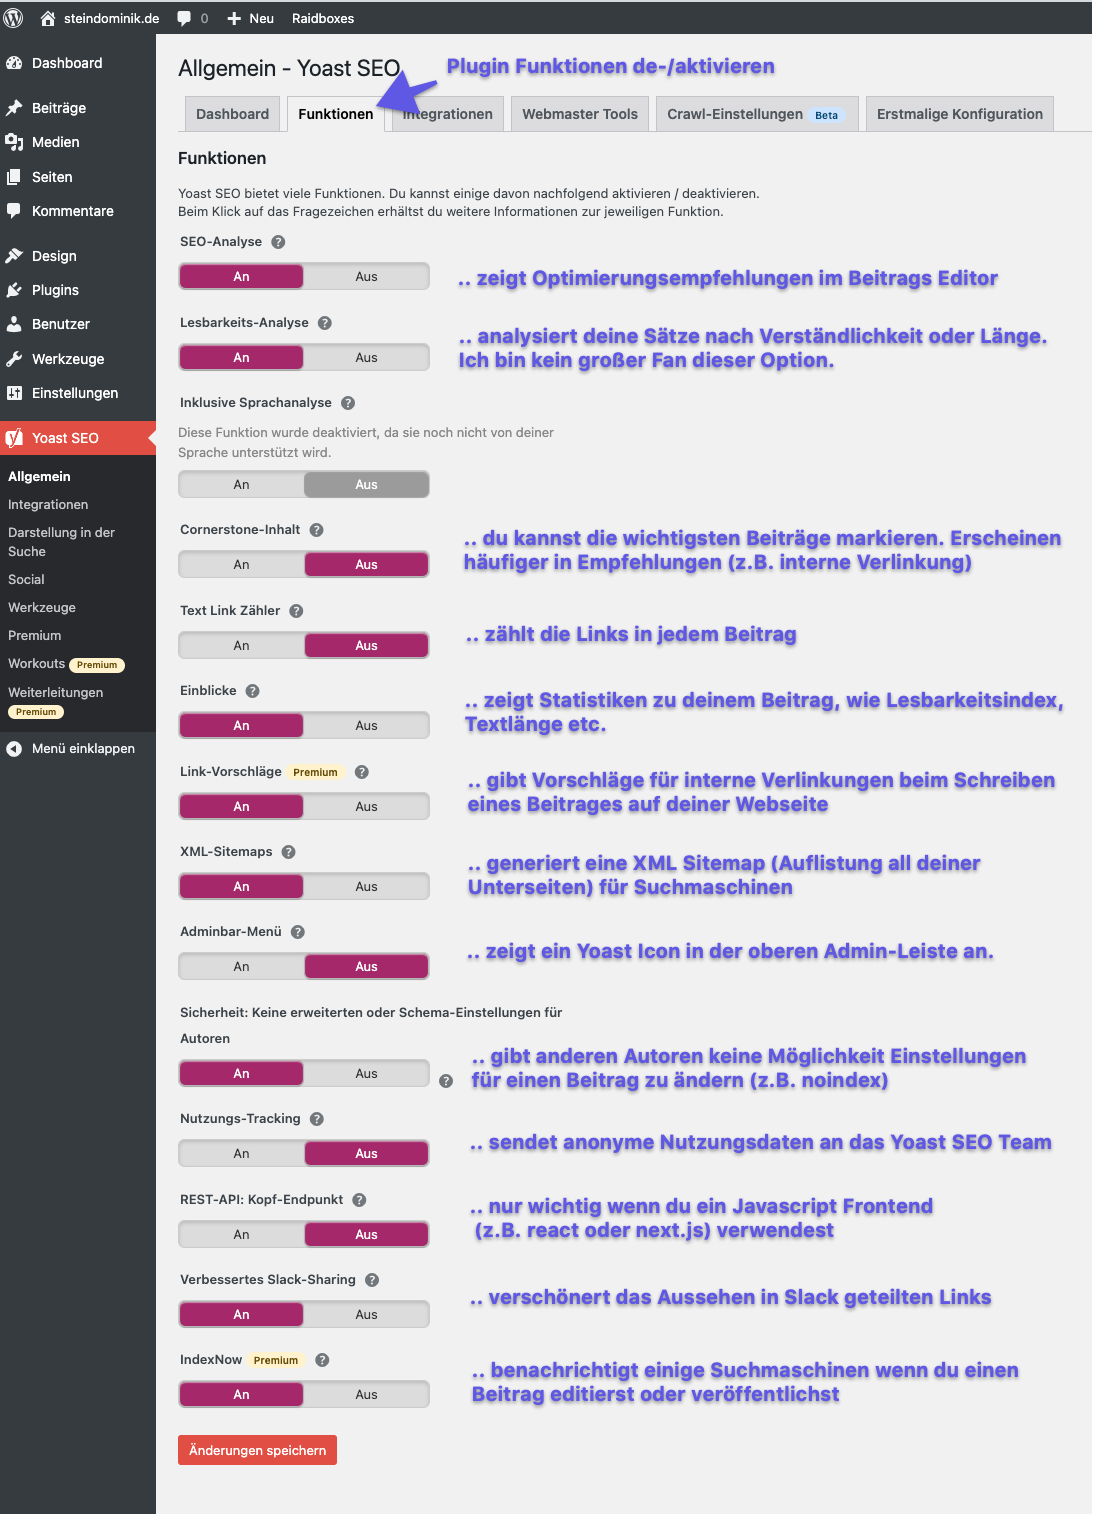 steindominik.de 0 Neu Raidboxes
Dashboard
Beiträge
Medien
Seiten
Kommentare
Design
Plugins
Benutzer
Werkzeuge
Einstellungen
Yoast SEO
Allgemein
Integrationen
Darstellung in der
Suche
Social
Werkzeuge
Premium
Workouts Premium
Weiterleitungen
Premium
Menü einklappen
Allgemein - Yoast SEO
Plugin Funktionen de-/aktivieren
Dashboard Funktionen Integrationen Webmaster Tools Crawl-Einstellungen Beta Erstmalige Konfiguration
Funktionen
Yoast SEO bietet viele Funktionen. Du kannst einige davon nachfolgend aktivieren / deaktivieren.
Beim Klick auf das Fragezeichen erhältst du weitere Informationen zur jeweiligen Funktion.
SEO-Analyse ?
An Aus
.. zeigt Optimierungsempfehlungen im Beitrags Editor
Lesbarkeits-Analyse ?
An Aus
.. analysiert deine Sätze nach Verständlichkeit oder Länge.
Ich bin kein großer Fan dieser Option.
Inklusive Sprachanalyse ?
Diese Funktion wurde deaktiviert, da sie noch nicht von deiner
Sprache unterstützt wird.
An Aus
Cornerstone-Inhalt ?
An Aus
.. du kannst die wichtigsten Beiträge markieren. Erscheinen
häufiger in Empfehlungen (z.B. interne Verlinkung)
Text Link Zähler ?
An Aus
.. zählt die Links in jedem Beitrag
Einblicke ?
An Aus
.. zeigt Statistiken zu deinem Beitrag, wie Lesbarkeitsindex,
Textlänge etc.
Link-Vorschläge Premium ?
An Aus
.. gibt Vorschläge für interne Verlinkungen beim Schreiben
eines Beitrages auf deiner Webseite
XML-Sitemaps ?
An Aus
.. generiert eine XML Sitemap (Auflistung all deiner
Unterseiten) für Suchmaschinen
Adminbar-Menü ?
An Aus
.. zeigt ein Yoast Icon in der oberen Admin-Leiste an.
Sicherheit: Keine erweiterten oder Schema-Einstellungen für
Autoren
An Aus ?
.. gibt anderen Autoren keine Möglichkeit Einstellungen
für einen Beitrag zu ändern (z.B. noindex)
Nutzungs-Tracking ?
An Aus
.. sendet anonyme Nutzungsdaten an das Yoast SEO Team
REST-API: Kopf-Endpunkt ?
An Aus
.. nur wichtig wenn du ein Javascript Frontend
(z.B. react oder next.js) verwendest
Verbessertes Slack-Sharing ?
An Aus
.. verschönert das Aussehen in Slack geteilten Links
IndexNow Premium ?
An Aus
.. benachrichtigt einige Suchmaschinen wenn du einen
Beitrag editierst oder veröffentlichst
Änderungen speichern